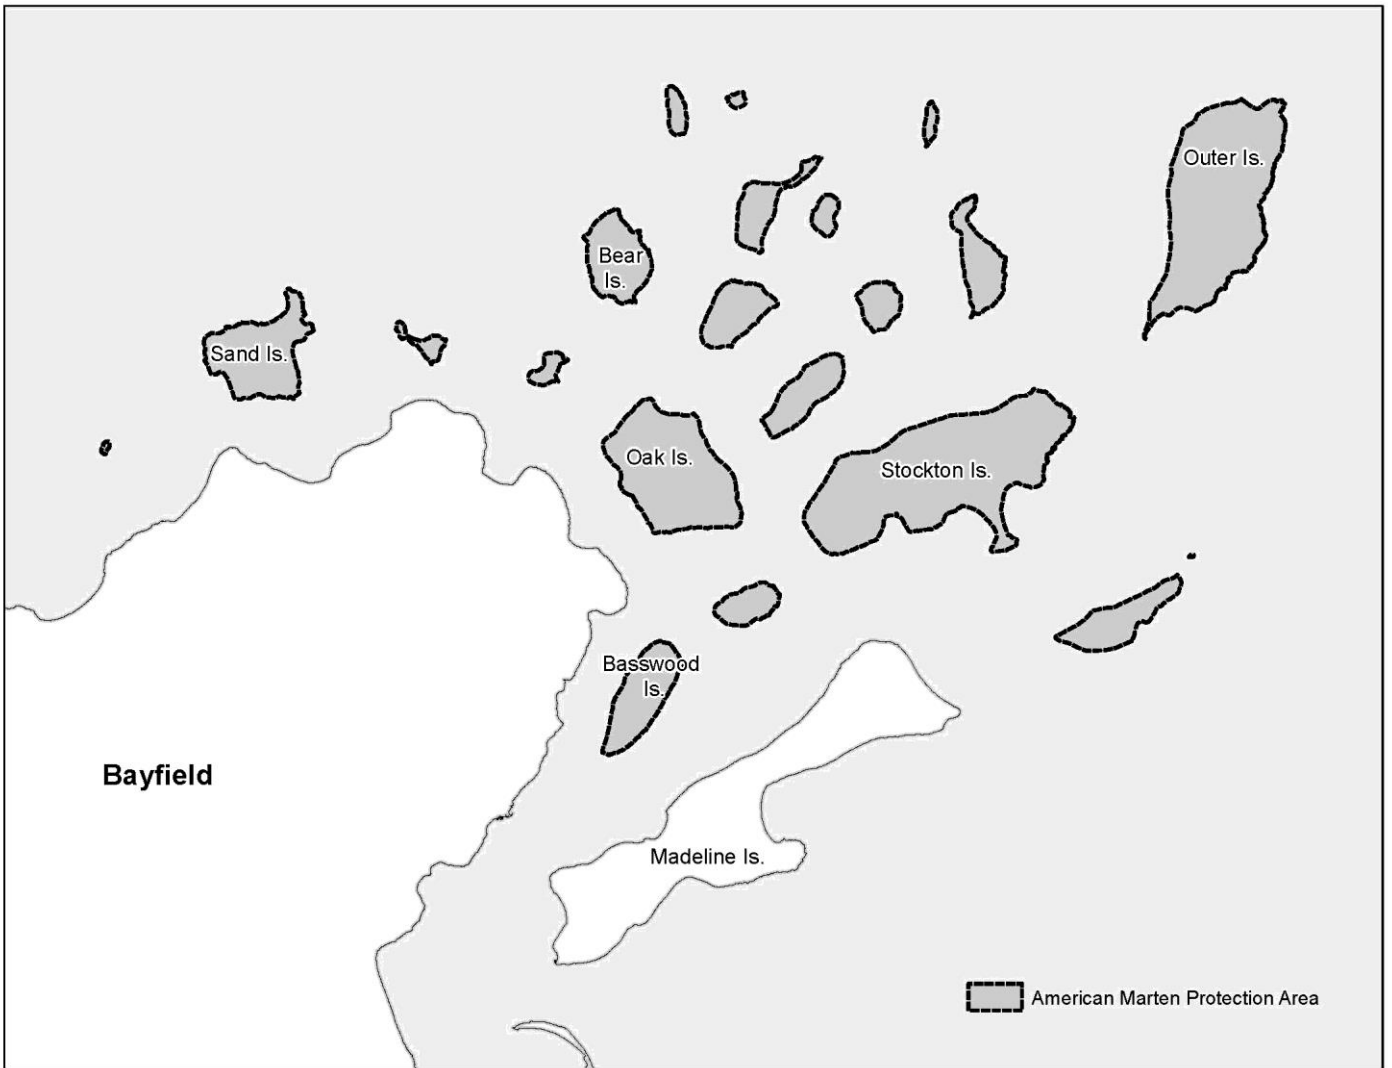 Outer Is.
Bear
Is.
Sand Is.
Oak Is.
Stockton Is.
Basswood
Is.
Bayfield
Madeline Is.
American Marten Protection Area